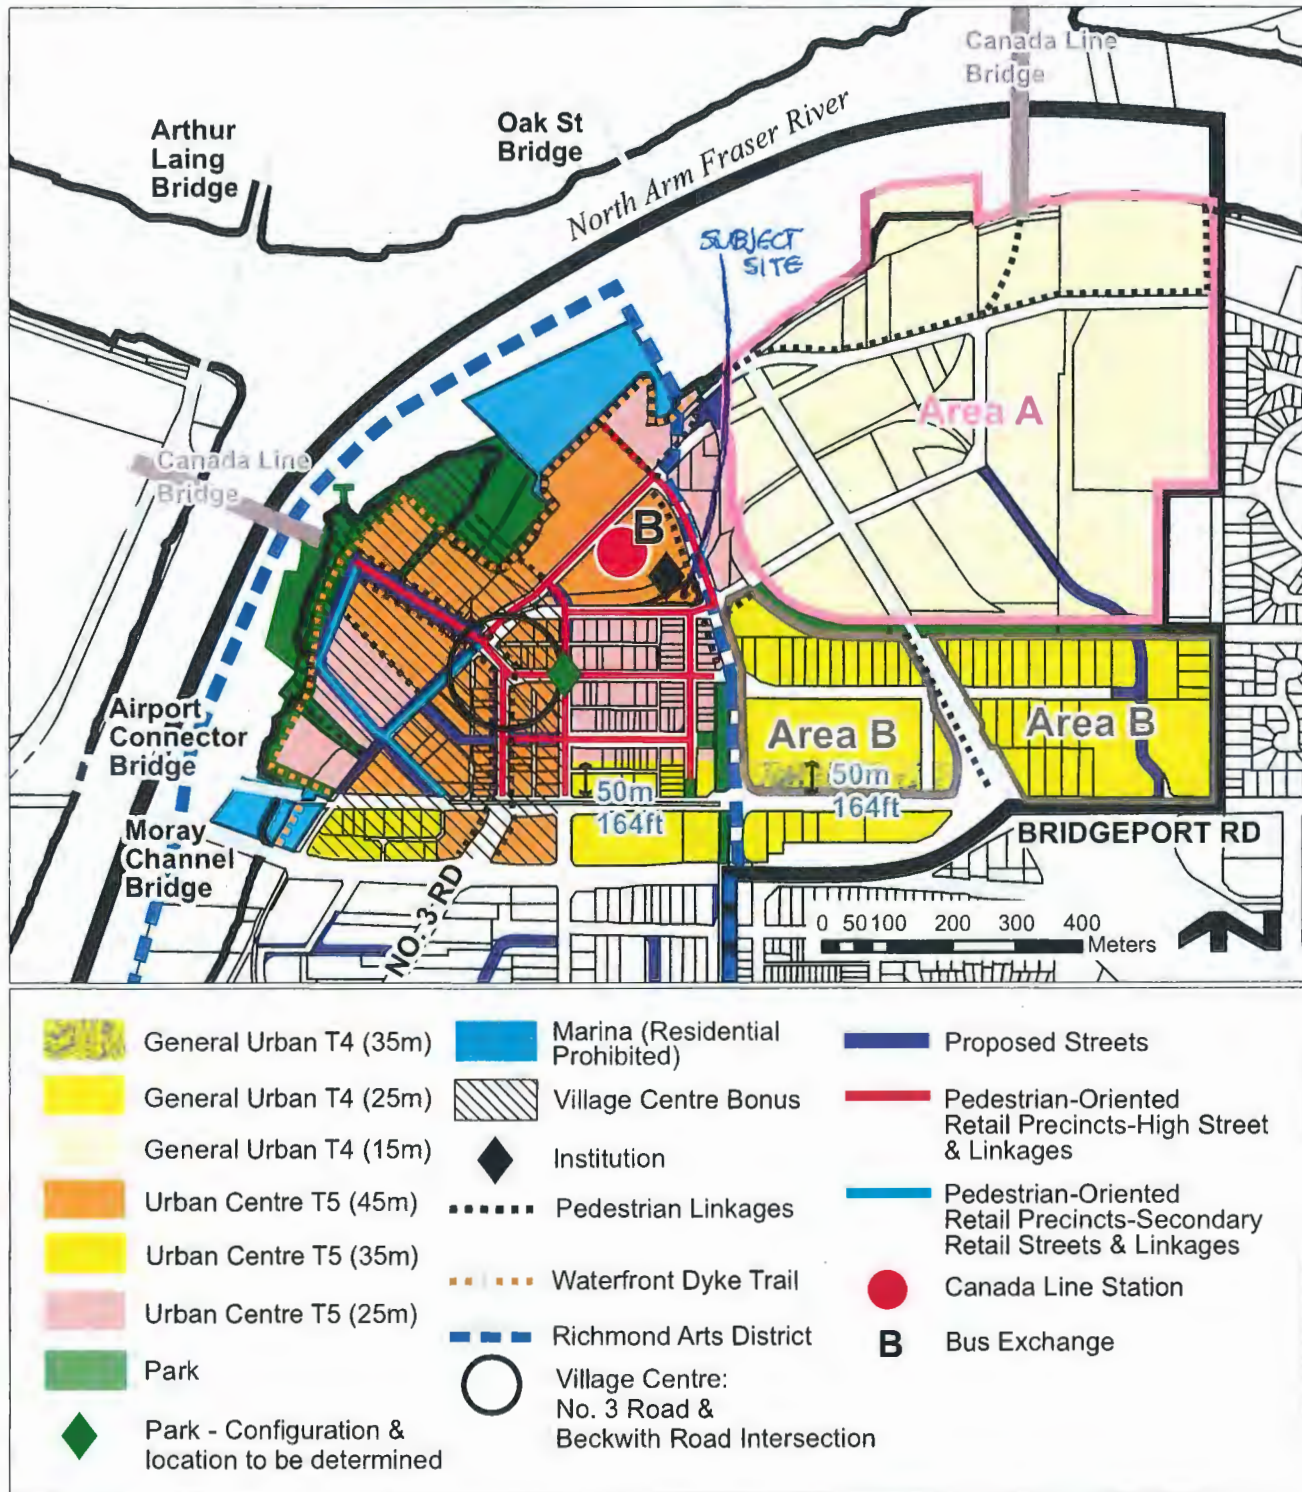 Canada Line
Bridge
Arthur
Laing
Bridge
Oak St
Bridge
North Arm Fraser River
SUBJECT
SITE
Area A
Canada Line
Bridge
B
Airport
Connector
Bridge
Area B
Area B
50m
164ft
50m
164ft
Moray
Channel
Bridge
BRIDGEPORT RD
NO. 3 RD
0 50 100 200 300 400
Meters
N
General Urban T4 (35m)
General Urban T4 (25m)
General Urban T4 (15m)
Urban Centre T5 (45m)
Urban Centre T5 (35m)
Urban Centre T5 (25m)
Park
Park - Configuration &
location to be determined
Marina (Residential
Prohibited)
Village Centre Bonus
Institution
Pedestrian Linkages
Waterfront Dyke Trail
Richmond Arts District
Village Centre:
No. 3 Road &
Beckwith Road Intersection
Proposed Streets
Pedestrian-Oriented
Retail Precincts-High Street
& Linkages
Pedestrian-Oriented
Retail Precincts-Secondary
Retail Streets & Linkages
Canada Line Station
B Bus Exchange